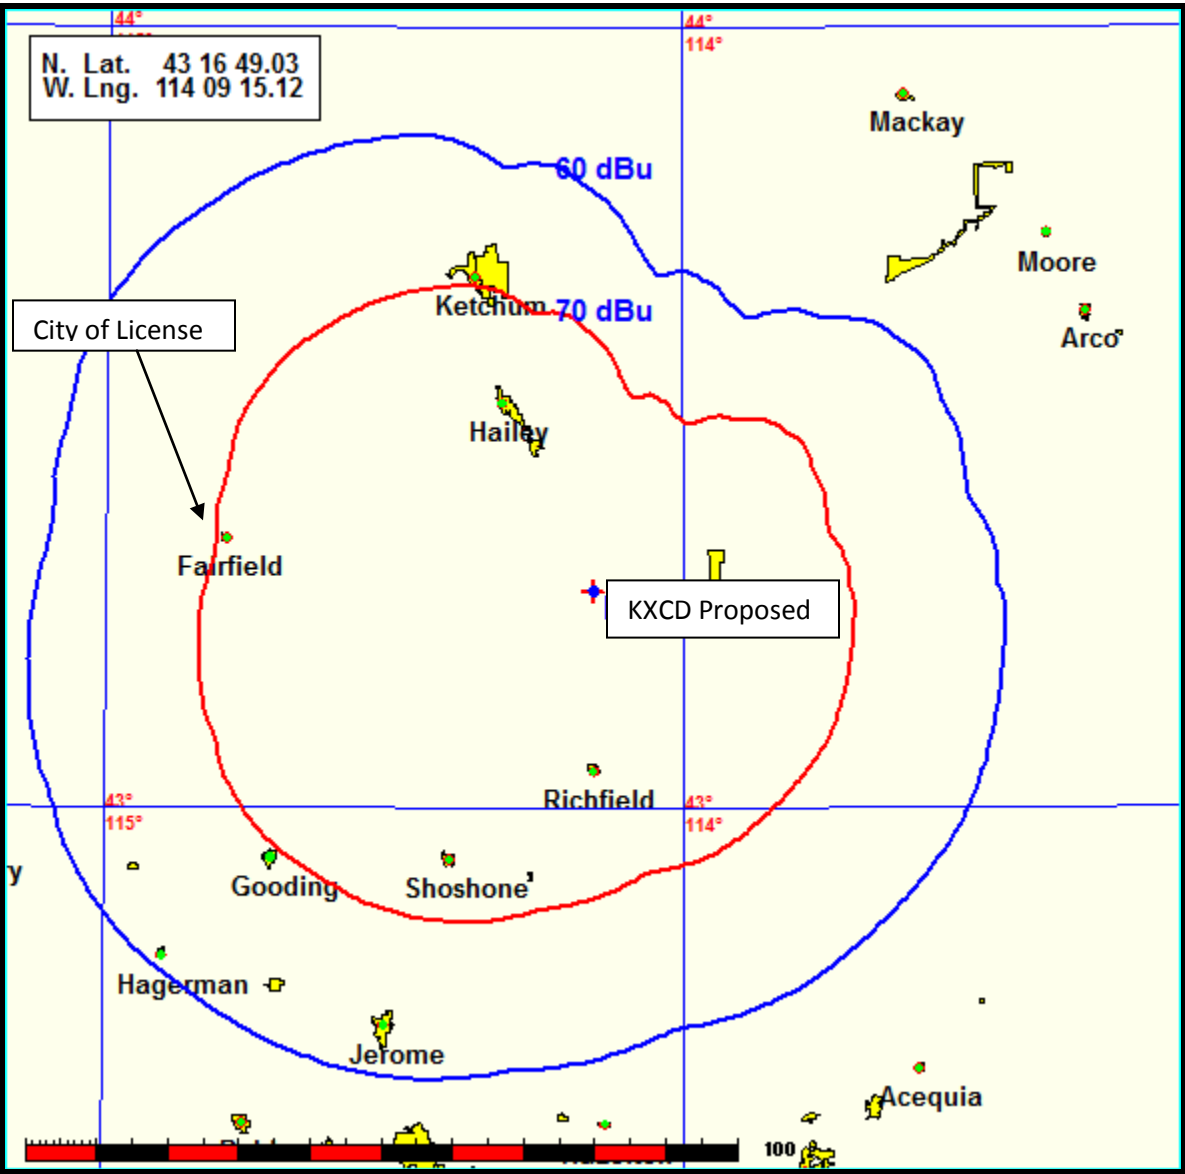 44°
44°
114°
N. Lat. 43 16 49.03
W. Lng. 114 09 15.12
Mackay
60 dBu
Moore
Ketchum
70 dBu
City of License
Arco
Hailey
Fairfield
KXCD Proposed
Richfield
43°
115°
43°
114°
y
Gooding
Shoshone
Hagerman
Jerome
Acequia
100